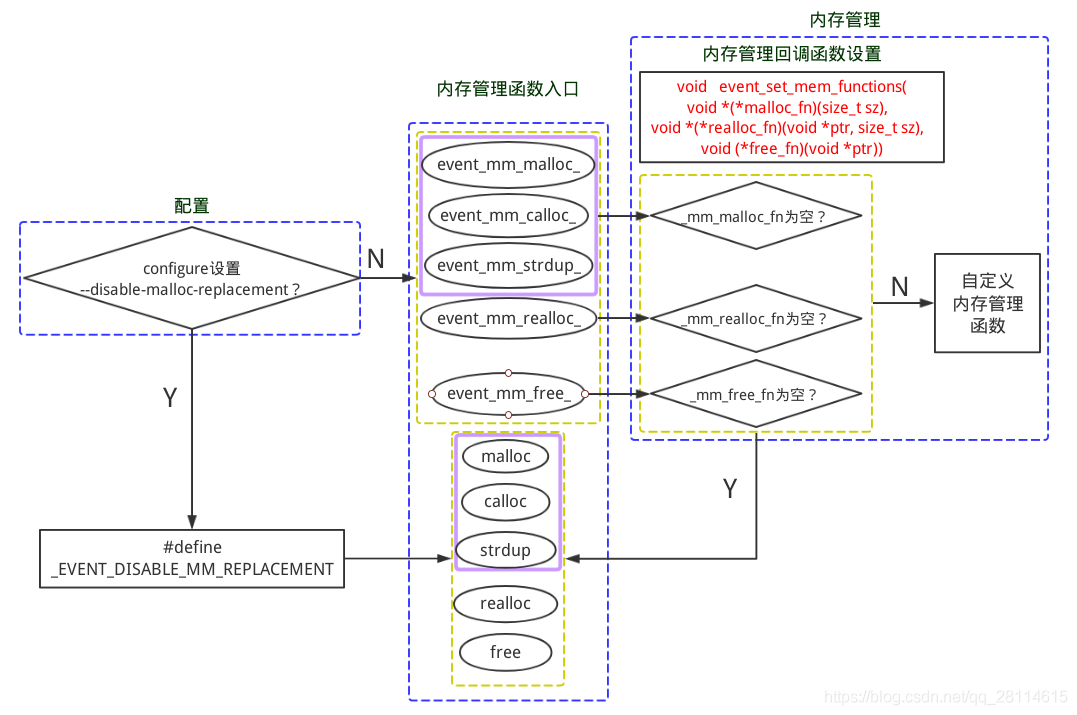 内存管理
内存管理回调函数设置
void event_set_mem_functions(
void *(*malloc_fn)(size_t sz),
void *(*realloc_fn)(void *ptr, size_t sz),
void (*free_fn)(void *ptr))
内存管理函数入口
event_mm_malloc_
event_mm_calloc_
event_mm_strdup_
event_mm_realloc_
event_mm_free_
_mm_malloc_fn为空？
_mm_realloc_fn为空？
_mm_free_fn为空？
N
自定义
内存管理
函数
配置
configure设置
--disable-malloc-replacement？
N
Y
Y
#define
_EVENT_DISABLE_MM_REPLACEMENT
malloc
calloc
strdup
realloc
free
https://blog.csdn.net/qq_28114615